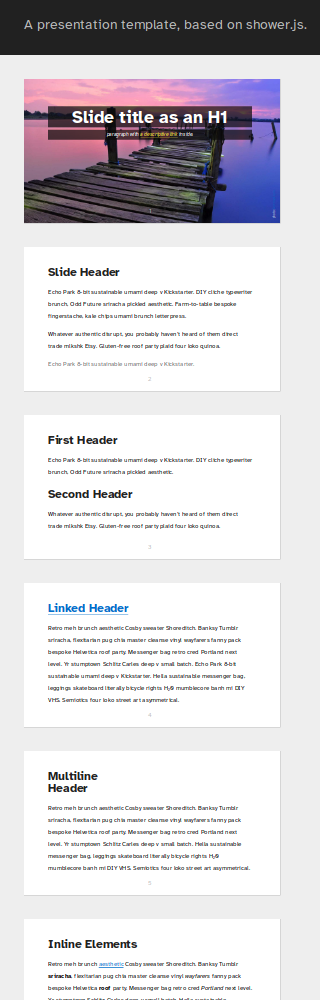 A presentation template, based on shower.js.
Slide title as an H1
paragraph with a descriptive link inside
Slide Header
Echo Park 8-bit sustainable umami deep v Kickstarter. DIY cliche typewriter
brunch. Odd Future sriracha pickled aesthetic. Farm-to-table bespoke
fingerstache, kale chips umami brunch letterpress.
Whatever authentic disrupt, you probably haven't heard of them direct
trade mlkshk Etsy. Gluten-free roof party plaid four loko quinoa.
Echo Park 8-bit sustainable umami deep v Kickstarter.
2
First Header
Echo Park 8-bit sustainable umami deep v Kickstarter. DIY cliche typewriter
brunch. Odd Future sriracha pickled aesthetic.
Second Header
Whatever authentic disrupt, you probably haven't heard of them direct
trade mlkshk Etsy. Gluten-free roof party plaid four loko quinoa.
3
Linked Header
Retro meh brunch aesthetic Cosby sweater Shoreditch. Banksy Tumblr
sriracha, flexitarian pug chia master cleanse vinyl wayfarers fanny pack
bespoke Helvetica roof party. Messenger bag retro cred Portland next
level. Yr stumptown Schlitz Carles deep v small batch. Echo Park 8-bit
sustainable umami deep v Kickstarter. Hella sustainable messenger bag,
leggings skateboard literally bicycle rights H₂0 mumblecore banh mi DIY
VHS. Semiotics four loko street art asymmetrical.
4
Multiline
Header
Retro meh brunch aesthetic Cosby sweater Shoreditch. Banksy Tumblr
sriracha, flexitarian pug chia master cleanse vinyl wayfarers fanny pack
bespoke Helvetica roof party. Messenger bag retro cred Portland next
level. Yr stumptown Schlitz Carles deep v small batch. Hella sustainable
messenger bag, leggings skateboard literally bicycle rights H₂0
mumblecore banh mi DIY VHS. Semiotics four loko street art asymmetrical.
5
Inline Elements
Retro meh brunch aesthetic Cosby sweater Shoreditch. Banksy Tumblr
sriracha, flexitarian pug chia master cleanse vinyl wayfarers fanny pack
bespoke Helvetica roof party. Messenger bag retro cred Portland next level.